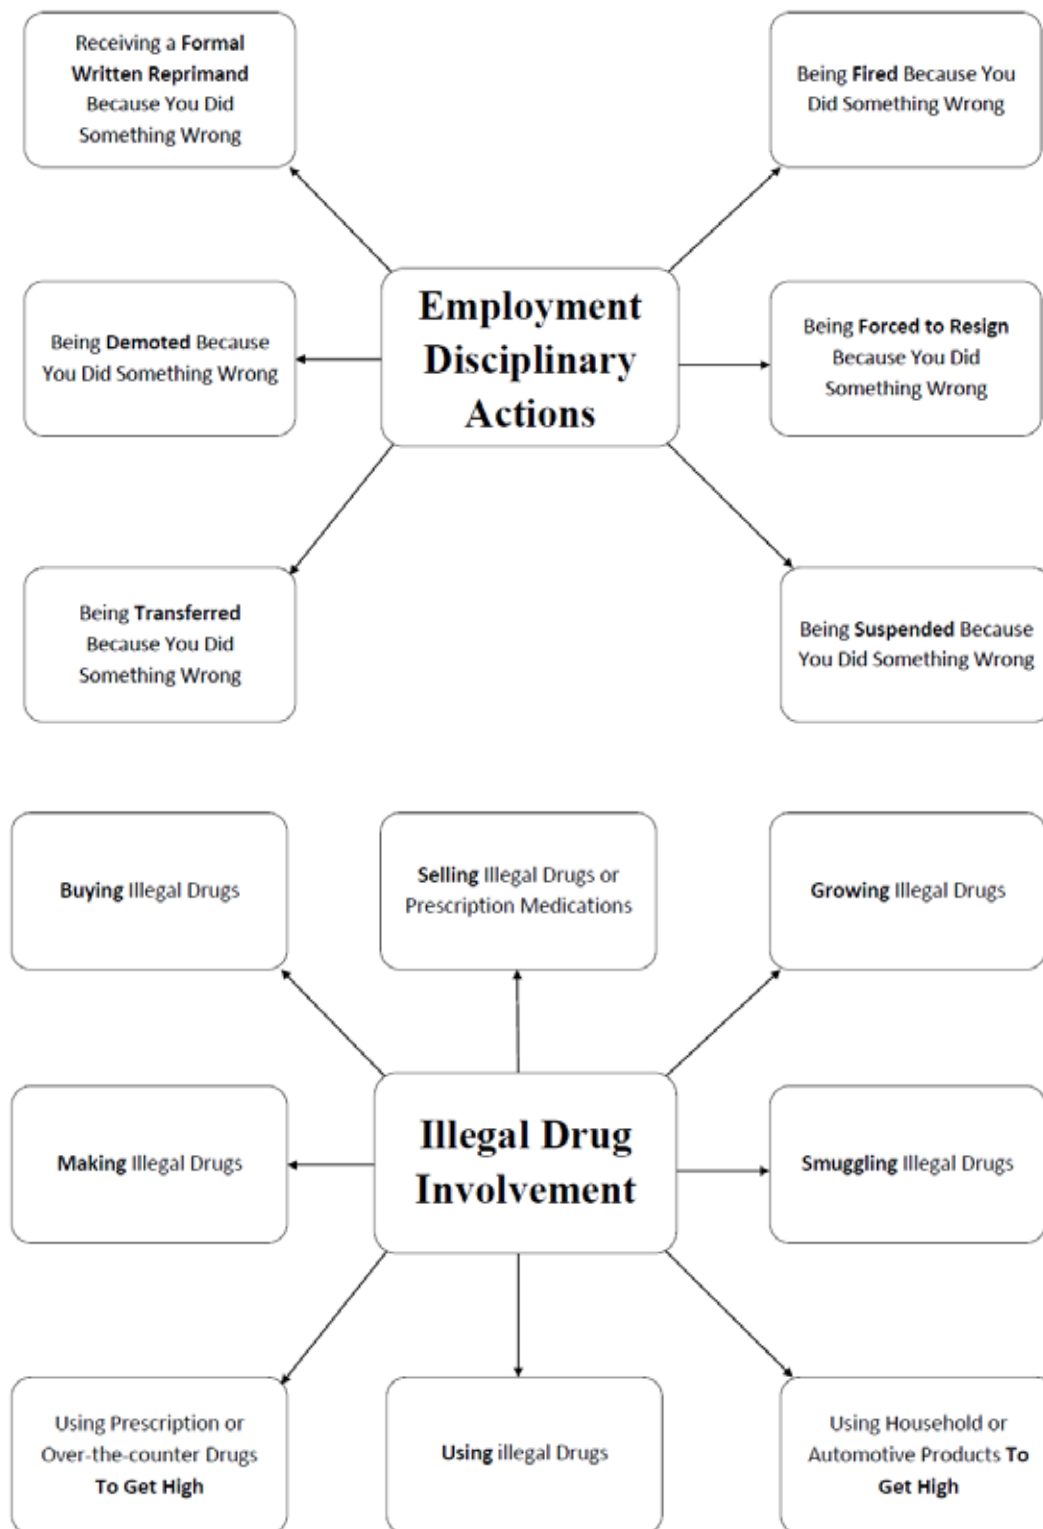 Receiving a Formal
Written Reprimand
Because You Did
Something Wrong
Being Fired Because You
Did Something Wrong
Employment
Disciplinary
Actions
Being Demoted Because
You Did Something Wrong
Being Forced to Resign
Because You Did
Something Wrong
Being Transferred
Because You Did
Something Wrong
Being Suspended Because
You Did Something Wrong
Buying Illegal Drugs
Selling Illegal Drugs or
Prescription Medications
Growing Illegal Drugs
Making Illegal Drugs
Illegal Drug
Involvement
Smuggling Illegal Drugs
Using Prescription or
Over-the-counter Drugs
To Get High
Using illegal Drugs
Using Household or
Automotive Products To
Get High